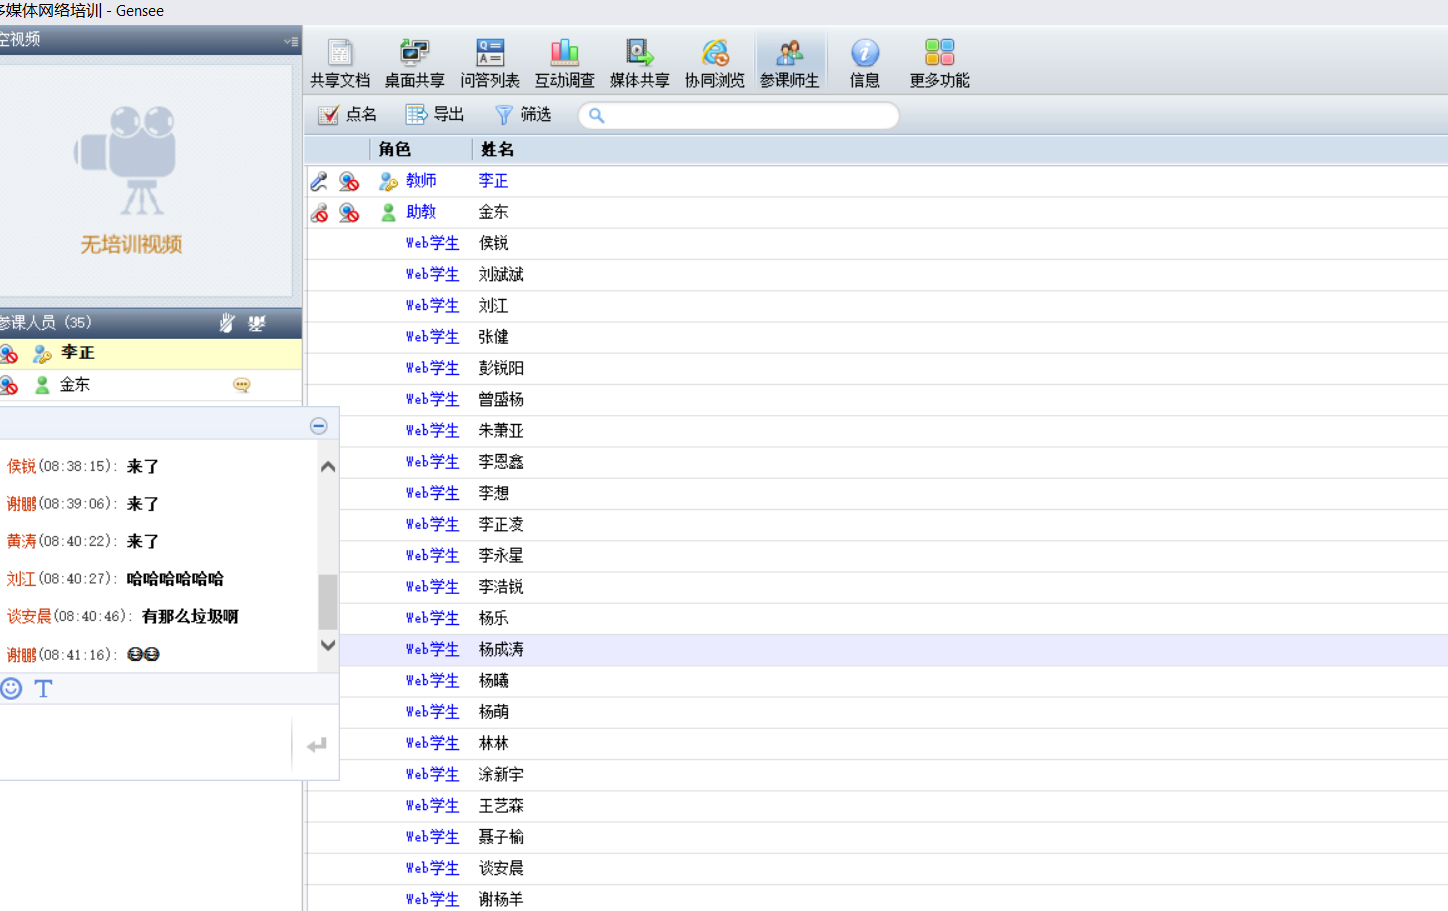 多媒体网络培训 - Gensee
空视频
无培训视频
参课人员 (35)
李正
金东
侯锐(08:38:15): 来了
谢鹏(08:39:06): 来了
黄涛(08:40:22): 来了
刘江(08:40:27): 哈哈哈哈哈哈
谈安晨(08:40:46): 有那么垃圾啊
谢鹏(08:41:16):
共享文档 桌面共享 问答列表 互动调查 媒体共享 协同浏览 参课师生 信息 更多功能
点名 导出 筛选
角色 姓名
教师 李正
助教 金东
Web学生 侯锐
Web学生 刘斌斌
Web学生 刘江
Web学生 张健
Web学生 彭锐阳
Web学生 曾盛杨
Web学生 朱萧亚
Web学生 李恩鑫
Web学生 李想
Web学生 李正凌
Web学生 李永星
Web学生 李浩锐
Web学生 杨乐
Web学生 杨成涛
Web学生 杨曦
Web学生 杨萌
Web学生 林林
Web学生 涂新宇
Web学生 王艺森
Web学生 聂子榆
Web学生 谈安晨
Web学生 谢杨羊